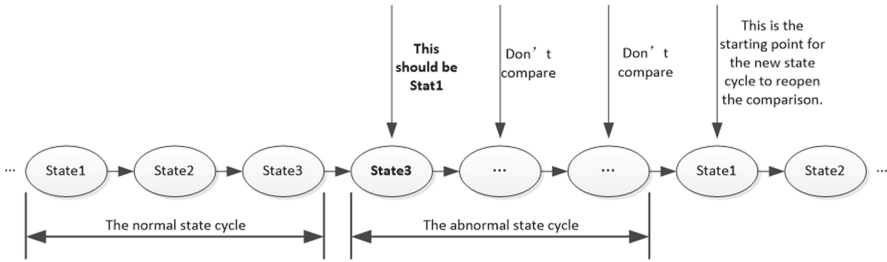 This
should be
Stat1
Don't
compare
Don't
compare
This is the
starting point for
the new state
cycle to reopen
the comparison.
... State1 State2 State3 State3 ... ... State1 State2 ...
The normal state cycle
The abnormal state cycle